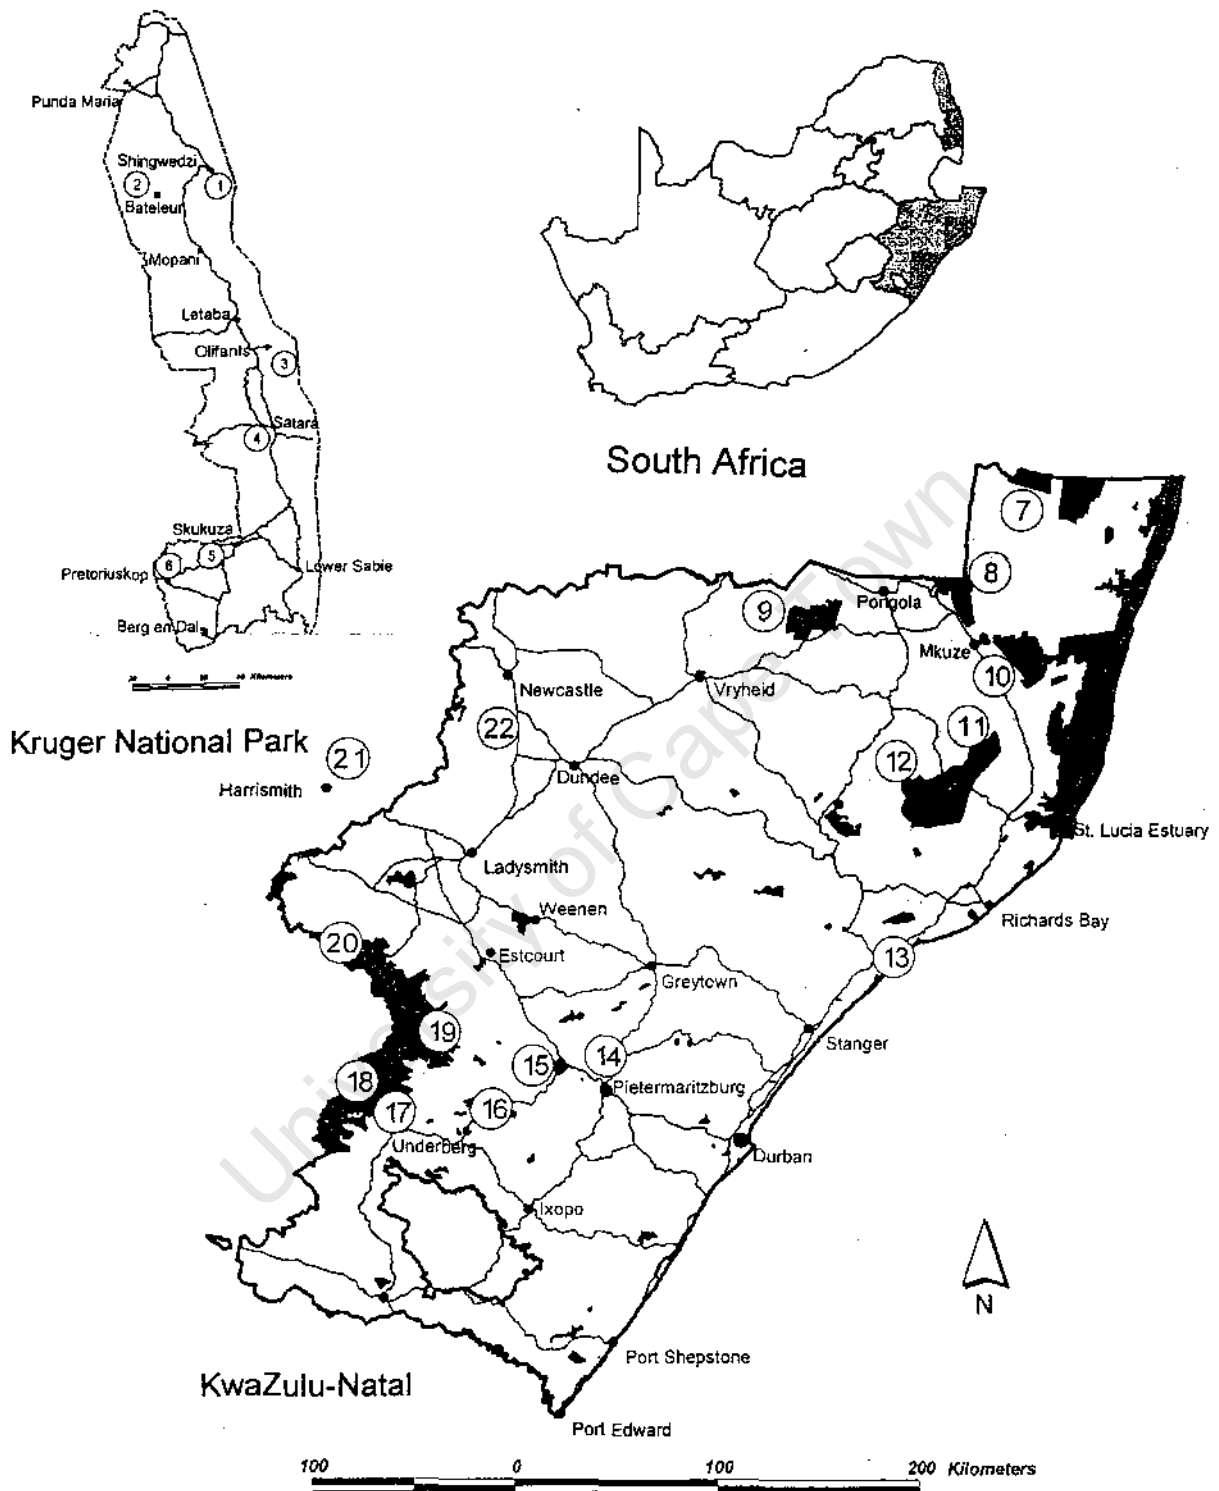 Punda Maria
Shingwedzi
2
1
Bateleur
Mopani
Letaba
Olifants
3
Satara
4
Skukuza
5
6
Pretoriuskop
Lower Sabie
Berg en Dal
Kilometers
Kruger National Park
South Africa
7
8
9
Pongola
Mkuze
10
Newcastle
Vryheid
22
11
21
12
Dundee
Harrismith
St. Lucia Estuary
Ladysmith
Weenen
Richards Bay
20
Estcourt
13
Greytown
19
Stanger
15
14
18
Pietermaritzburg
17
16
Underberg
Durban
Ixopo
N
Port Shepstone
KwaZulu-Natal
Port Edward
100 0 100 200 Kilometers
University of Cape Town